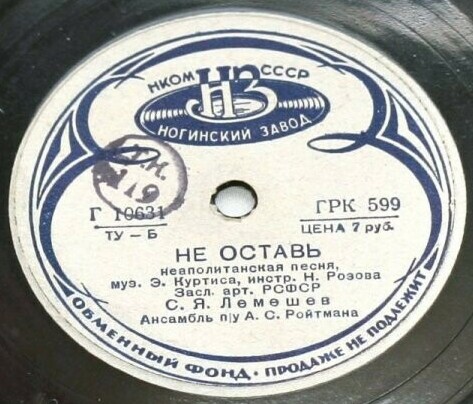 НКОМ НЗ СССР
НОГИНСКИЙ ЗАВОД
Г 10631
ТУ – Б
ГРК 599
ЦЕНА 7 руб.
НЕ ОСТАВЬ
неаполитанская песня,
муз. Э. Куртиса, инстр. Н. Розова
Засл. арт. РСФСР
С. Я. Лемешев
Ансамбль п/у А. С. Ройтмана
ОБМЕННЫЙ ФОНД · ПРОДАЖЕ НЕ ПОДЛЕЖИТ